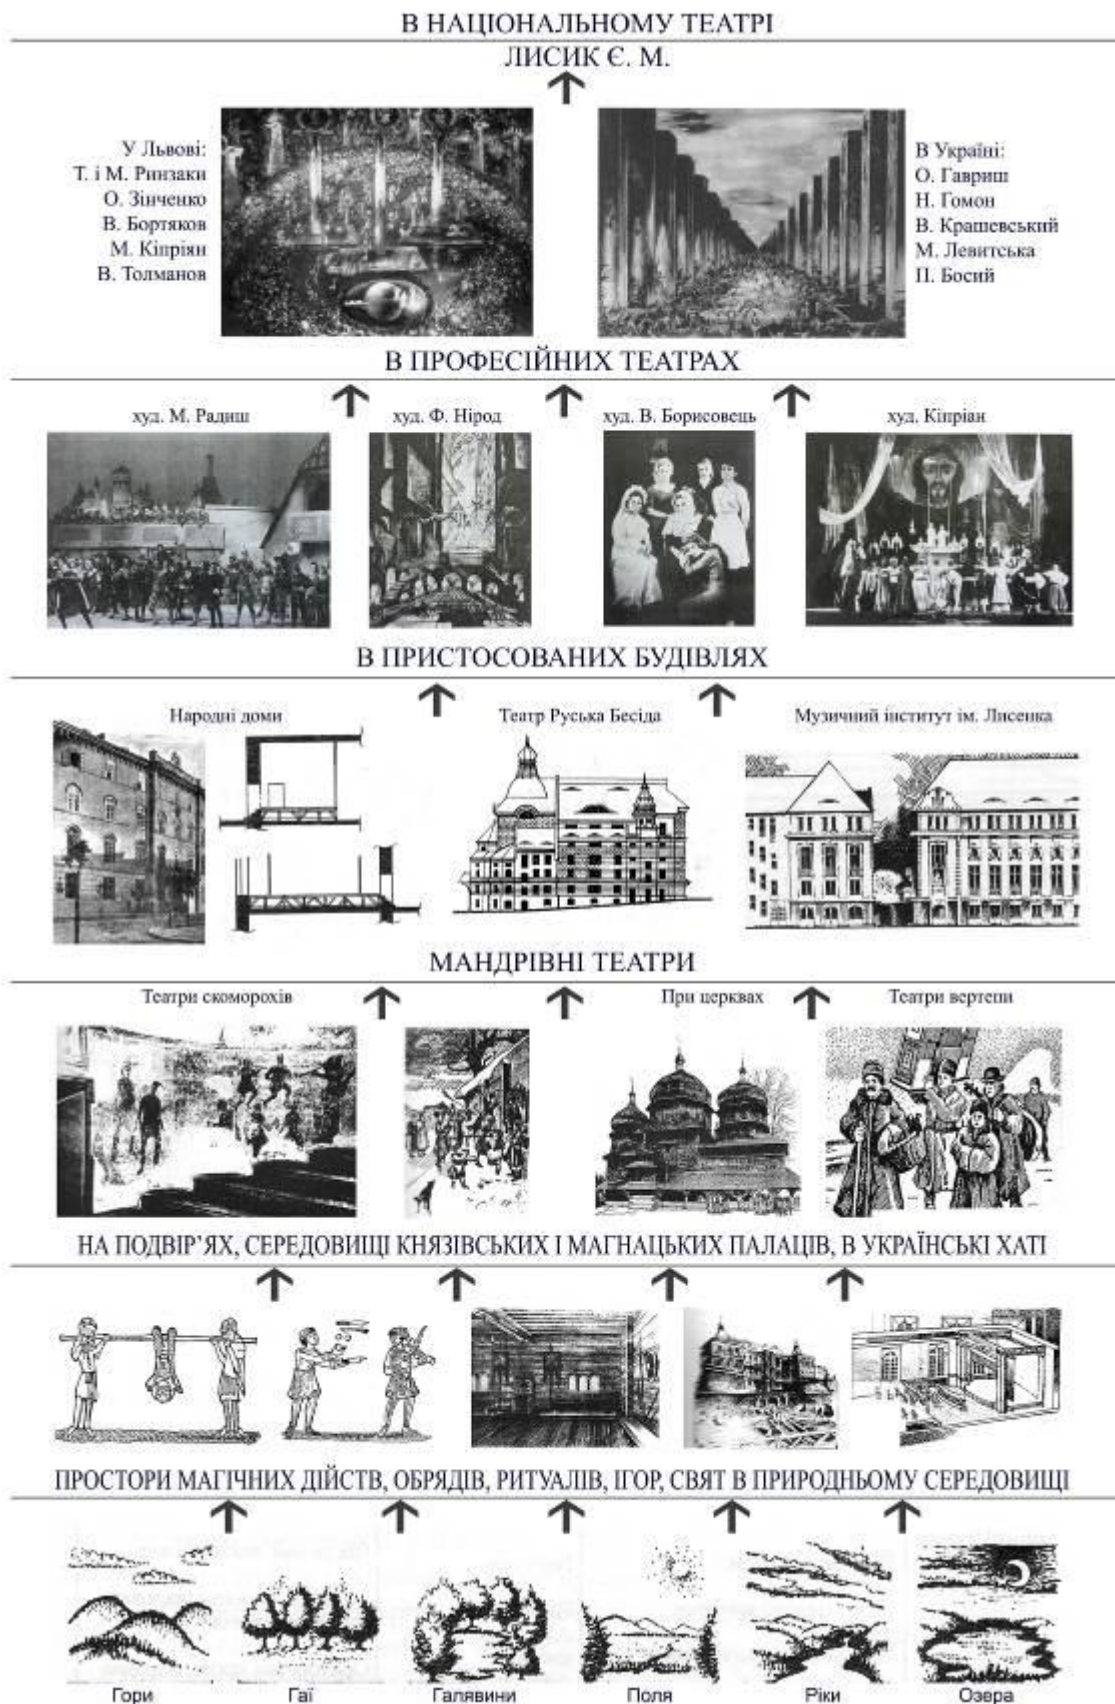 В НАЦІОНАЛЬНОМУ ТЕАТРІ
ЛИСИК Є. М.
У Львові:
Т. і М. Ринзаки
О. Зінченко
В. Бортяков
М. Кіпріян
В. Толманов
В Україні:
О. Гавриш
Н. Гомон
В. Крашевський
М. Левитська
П. Босий
В ПРОФЕСІЙНИХ ТЕАТРАХ
худ. М. Радиш
худ. Ф. Нірод
худ. В. Борисовець
худ. Кіпріан
В ПРИСТОСОВАНИХ БУДІВЛЯХ
Народні доми
Театр Руська Бесіда
Музичний інститут ім. Лисенка
МАНДРІВНІ ТЕАТРИ
Театри скоморохів
При церквах
Театри вертепи
НА ПОДВІР’ЯХ, СЕРЕДОВИЩІ КНЯЗІВСЬКИХ І МАГНАЦЬКИХ ПАЛАЦІВ, В УКРАЇНСЬКІ ХАТІ
ПРОСТОРИ МАГІЧНИХ ДІЙСТВ, ОБРЯДІВ, РИТУАЛІВ, ІГОР, СВЯТ В ПРИРОДНЬОМУ СЕРЕДОВИЩІ
Гори
Гаї
Галявини
Поля
Ріки
Озера